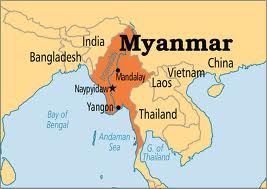 Myanmar
India
China
Bangladesh
Mandalay
Vietnam
Laos
Naypyidaw
Yangon
Thailand
Bay of
Bengal
Andaman
Sea
G. of
Thailand